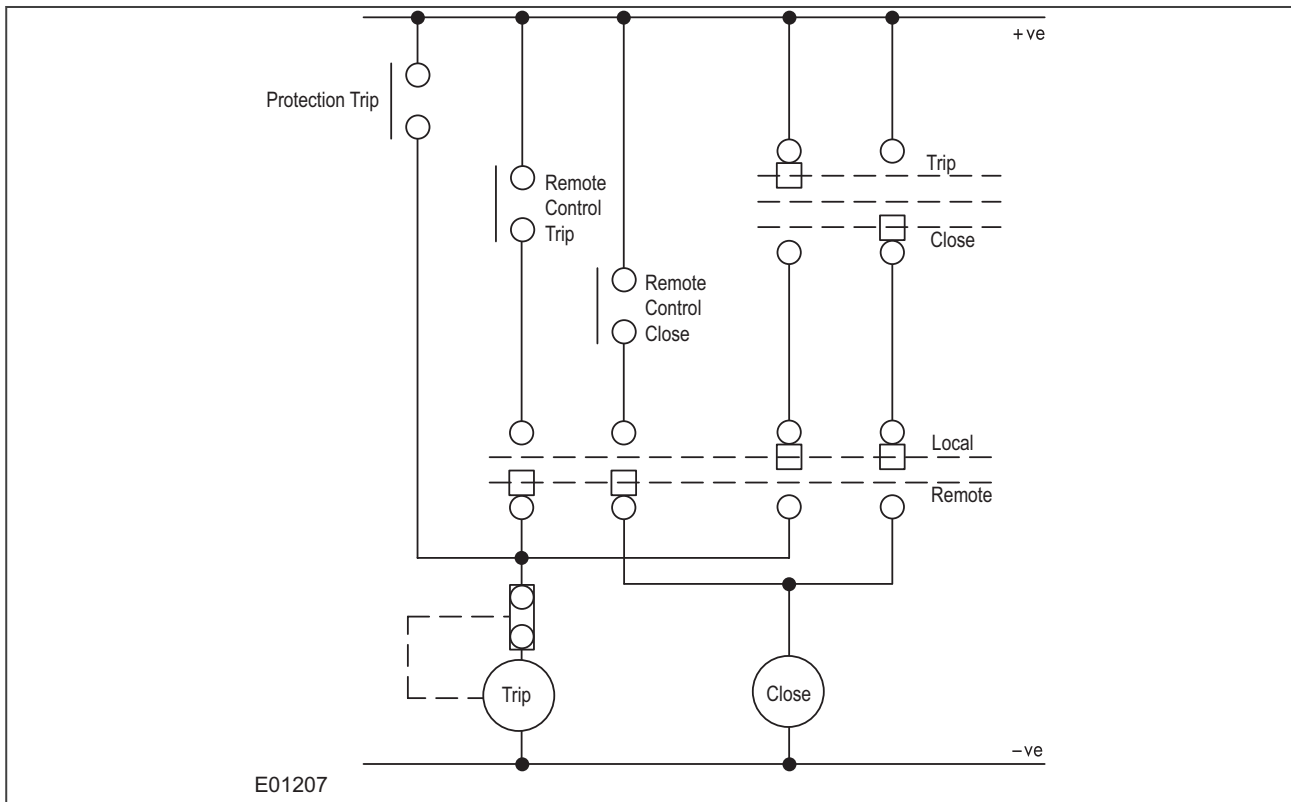 +ve
Protection Trip
Remote
Control
Trip
Trip
Close
Remote
Control
Close
Local
Remote
Trip
Close
−ve
E01207